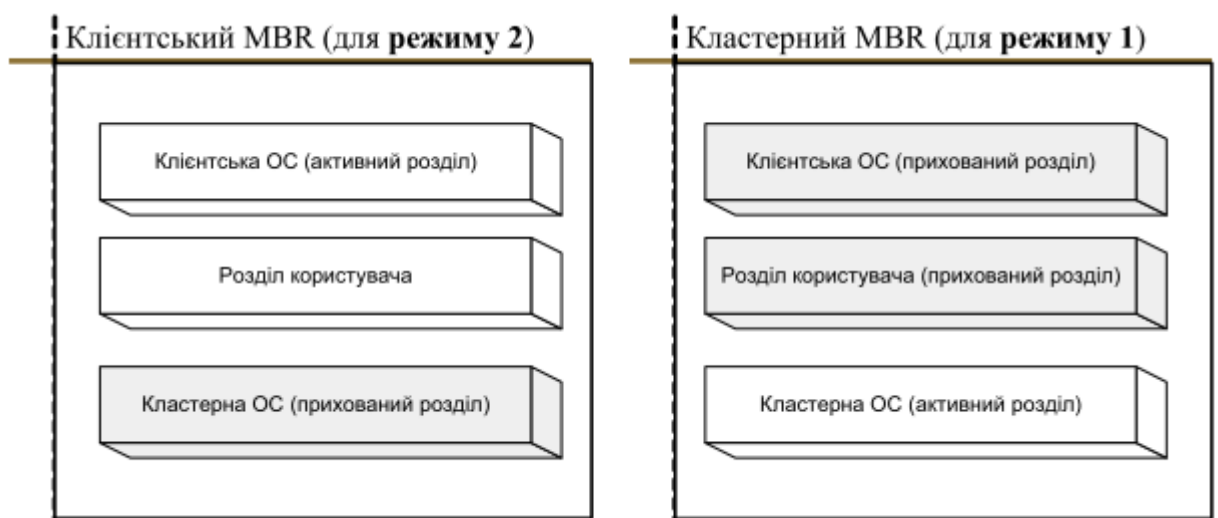 Клієнтський MBR (для режиму 2)
Клієнтська ОС (активний розділ)
Розділ користувача
Кластерна ОС (прихований розділ)
Кластерний MBR (для режиму 1)
Клієнтська ОС (прихований розділ)
Розділ користувача (прихований розділ)
Кластерна ОС (активний розділ)